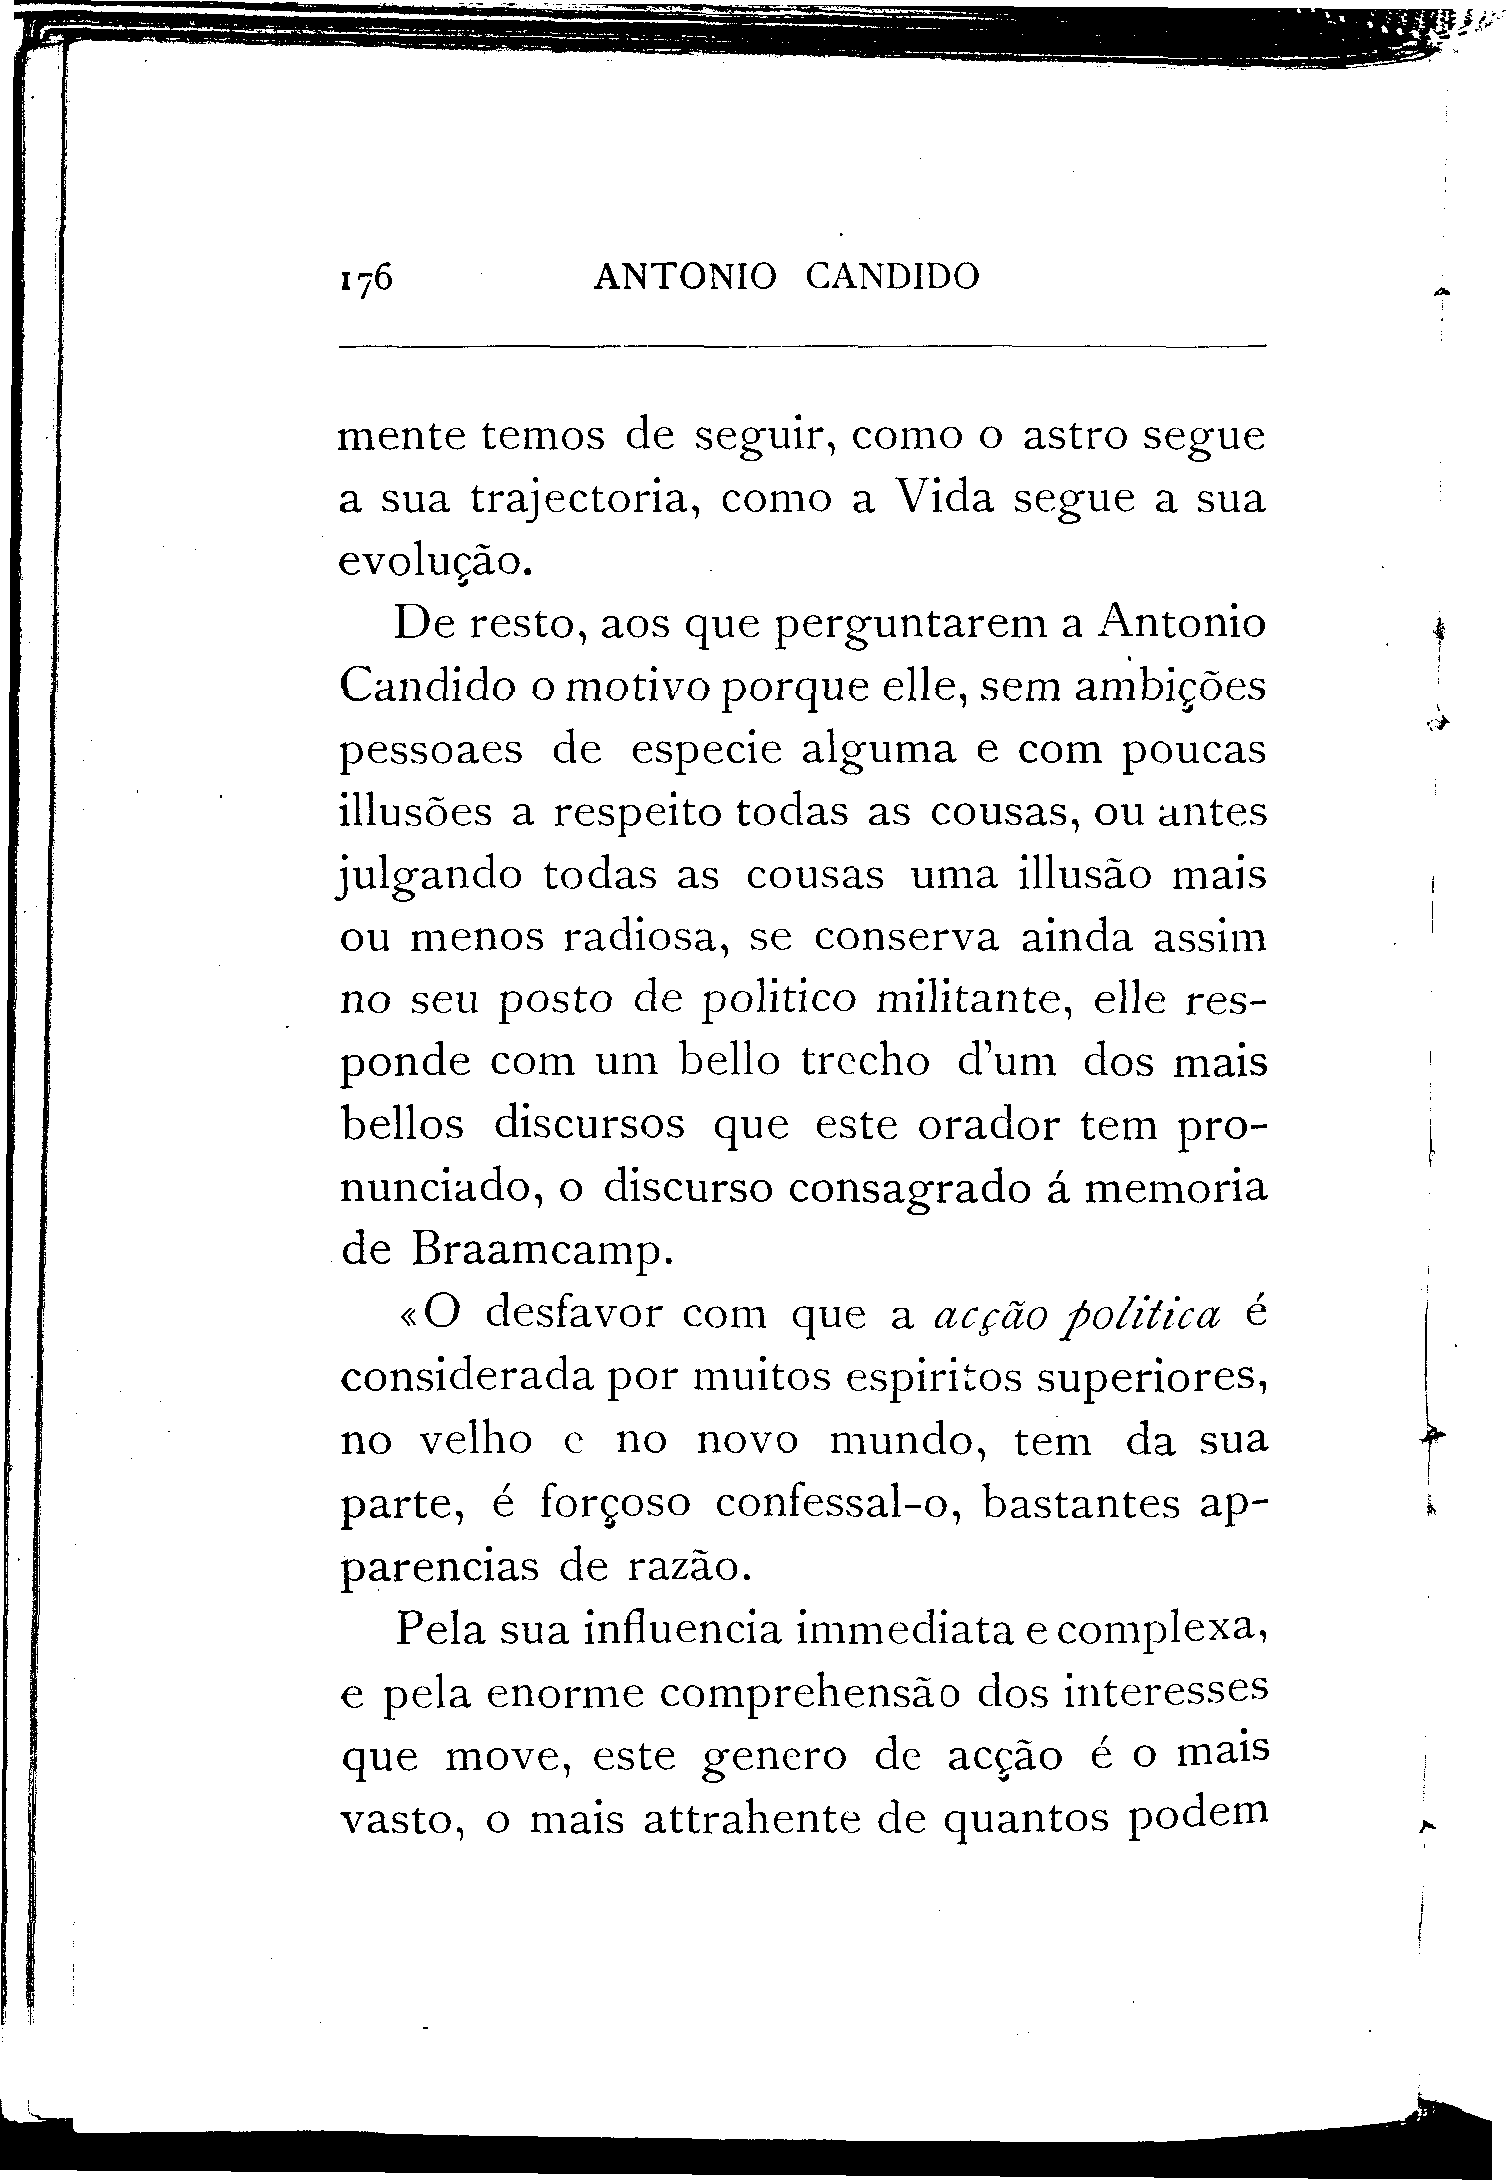 176 ANTONIO CANDIDO
mente temos de seguir, como o astro segue
a sua trajectoria, como a Vida segue a sua
evolução.
De resto, aos que perguntarem a Antonio
Candido o motivo porque elle, sem ambições
pessoaes de especie alguma e com poucas
illusões a respeito todas as cousas, ou antes
julgando todas as cousas uma illusão mais
ou menos radiosa, se conserva ainda assim
no seu posto de politico militante, elle res-
ponde com um bello trecho d'um dos mais
bellos discursos que este orador tem pro-
nunciado, o discurso consagrado á memoria
de Braamcamp.
«O desfavor com que a acção politica é
considerada por muitos espiritos superiores,
no velho e no novo mundo, tem da sua
parte, é forçoso confessal-o, bastantes ap-
parencias de razão.
Pela sua influencia immediata e complexa,
e pela enorme comprehensão dos interesses
que move, este genero de acção é o mais
vasto, o mais attrahente de quantos podem